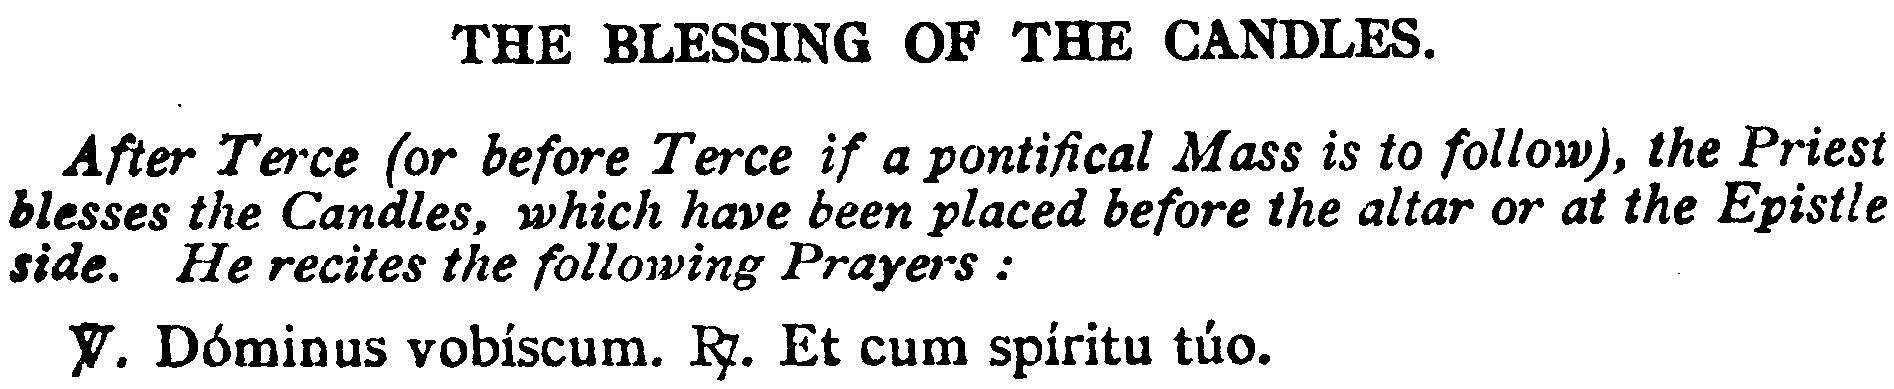 THE BLESSING OF THE CANDLES.
After Terce (or before Terce if a pontifical Mass is to follow), the Priest
blesses the Candles, which have been placed before the altar or at the Epistle
side. He recites the following Prayers :
℣. Dóminus vobíscum. ℟. Et cum spíritu túo.